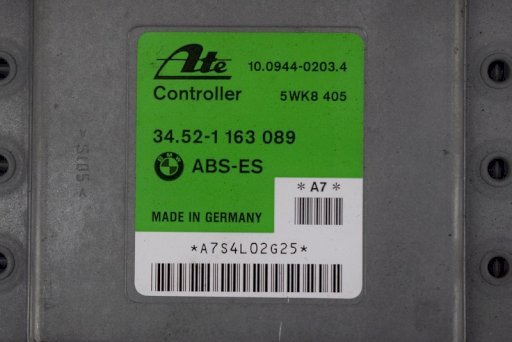 Ate 10.0944-0203.4
Controller 5WK8 405
34.52-1 163 089
BMW ABS-ES
* A7 *
MADE IN GERMANY
*A7S4L02G25*